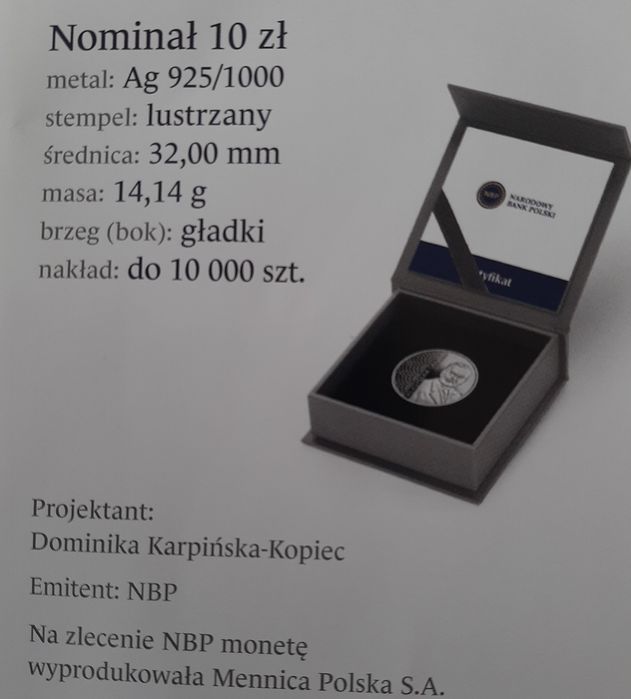 Nominał 10 zł
metal: Ag 925/1000
stempel: lustrzany
średnica: 32,00 mm
masa: 14,14 g
brzeg (bok): gładki
nakład: do 10 000 szt.
NBP
NARODOWY
BANK POLSKI
tyfikat
Projektant:
Dominika Karpińska-Kopiec
Emitent: NBP
Na zlecenie NBP monetę
wyprodukowała Mennica Polska S.A.